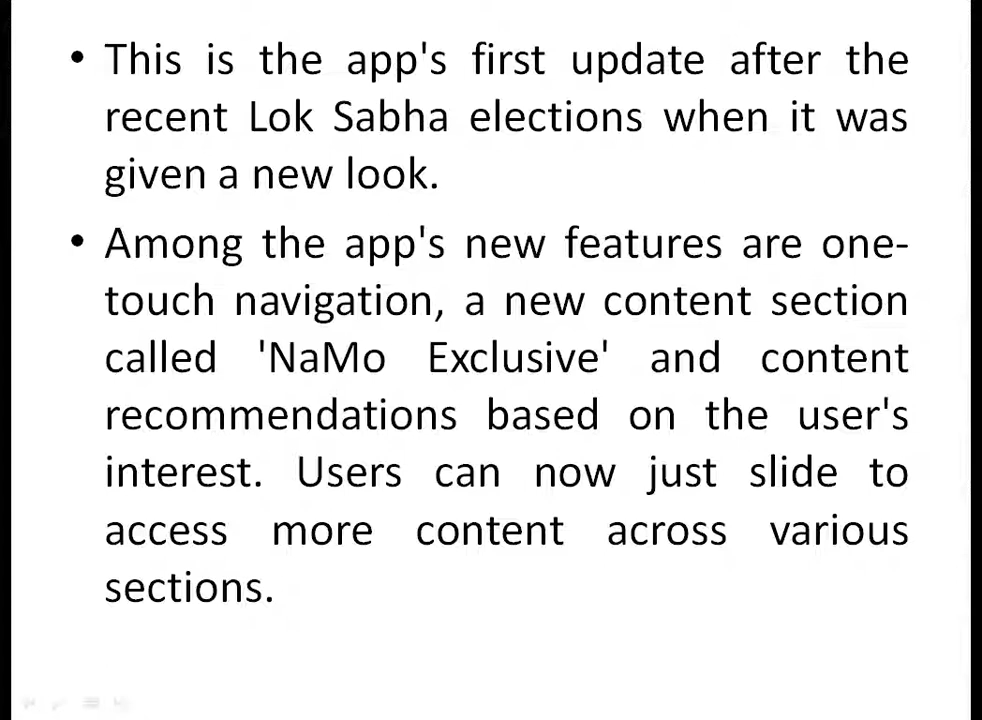 • This is the app's first update after the
recent Lok Sabha elections when it was
given a new look.
• Among the app's new features are one-
touch navigation, a new content section
called 'NaMo Exclusive' and content
recommendations based on the user's
interest. Users can now just slide to
access more content across various
sections.